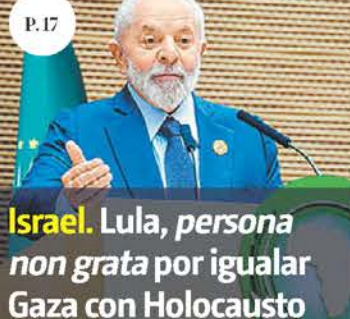 P. 17
Israel. Lula, persona
non grata por igualar
Gaza con Holocausto